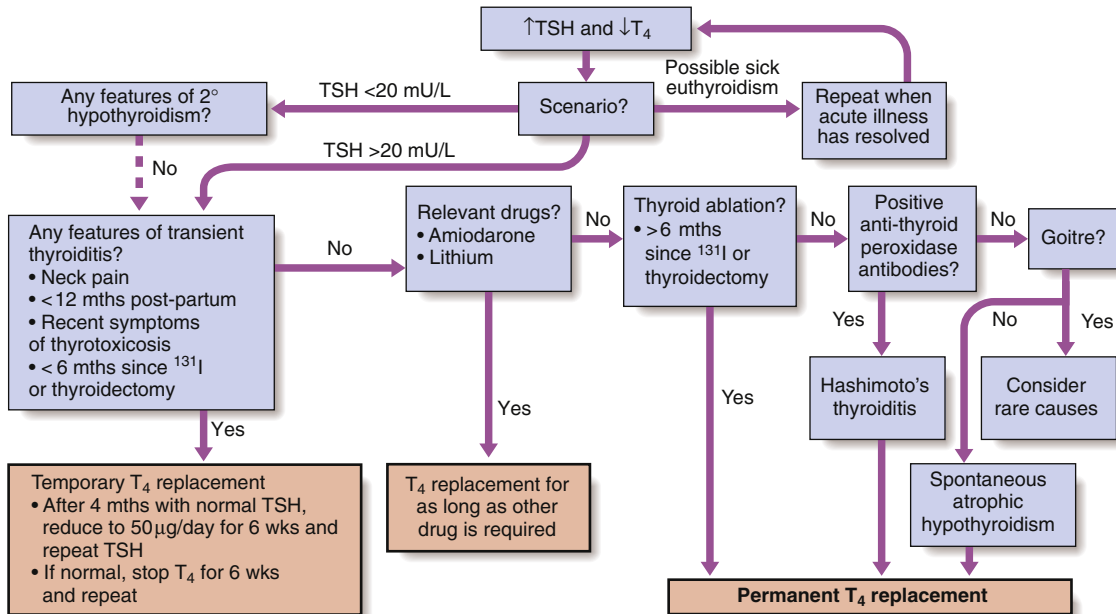 ↑TSH and ↓T₄
Scenario?
Possible sick
euthyroidism
Repeat when
acute illness
has resolved
TSH <20 mU/L
Any features of 2°
hypothyroidism?
No
TSH >20 mU/L
Any features of transient
thyroiditis?
• Neck pain
• <12 mths post-partum
• Recent symptoms
of thyrotoxicosis
• < 6 mths since ¹³¹I
or thyroidectomy
No
Relevant drugs?
• Amiodarone
• Lithium
No
Thyroid ablation?
• >6 mths
since ¹³¹I or
thyroidectomy
No
Positive
anti-thyroid
peroxidase
antibodies?
No
Goitre?
Yes
Temporary T₄ replacement
• After 4 mths with normal TSH,
reduce to 50µg/day for 6 wks and
repeat TSH
• If normal, stop T₄ for 6 wks
and repeat
Yes
T₄ replacement for
as long as other
drug is required
Yes
Yes
Hashimoto's
thyroiditis
No
Spontaneous
atrophic
hypothyroidism
Yes
Consider
rare causes
Permanent T₄ replacement